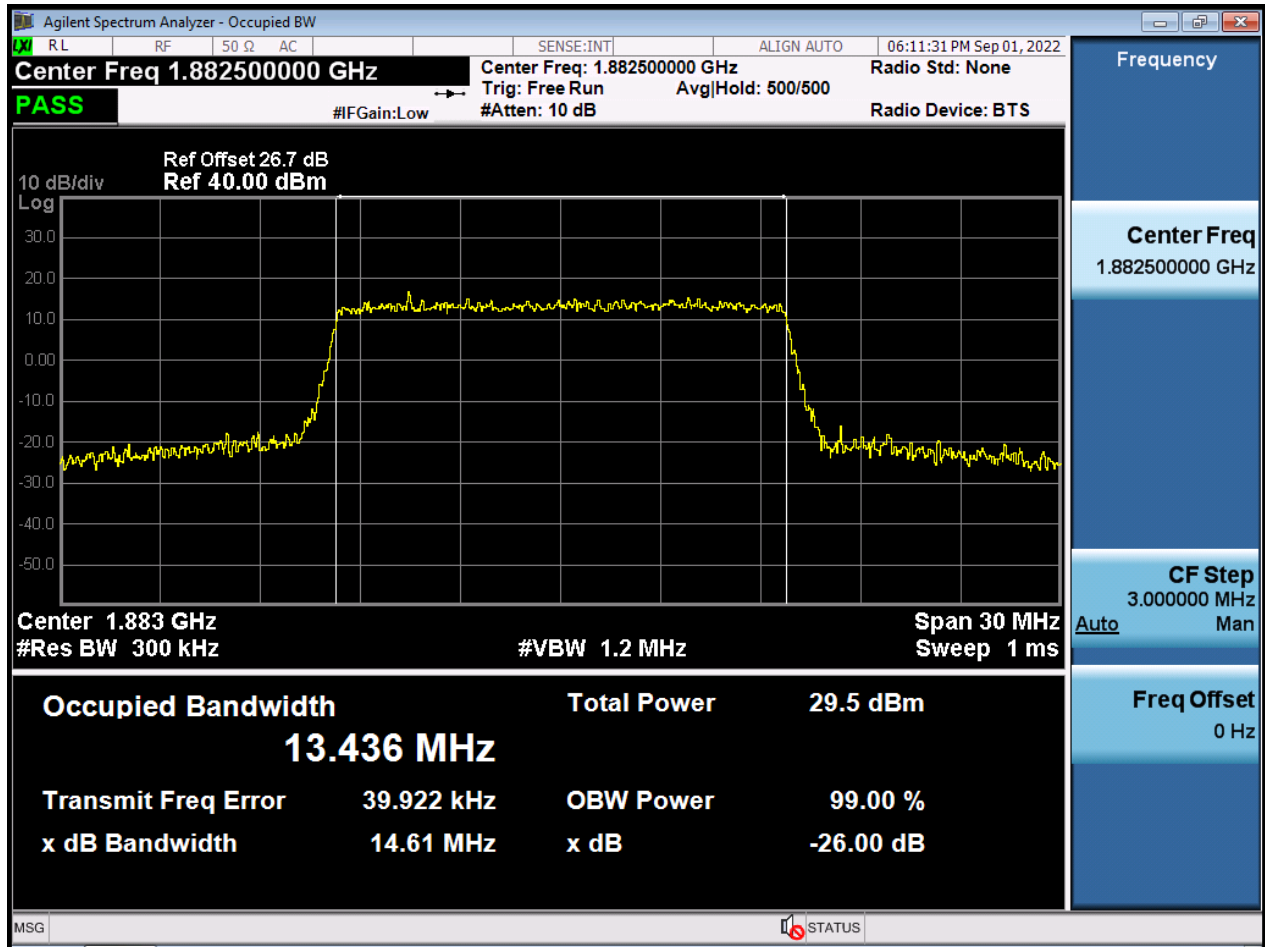 Agilent Spectrum Analyzer - Occupied BW
LXI RL RF 50 Ω AC SENSE:INT ALIGN AUTO 06:11:31 PM Sep 01, 2022
Center Freq 1.882500000 GHz
PASS
#IFGain:Low
Center Freq: 1.882500000 GHz
Trig: Free Run Avg|Hold: 500/500
#Atten: 10 dB
Radio Std: None
Radio Device: BTS
Ref Offset 26.7 dB
10 dB/div Ref 40.00 dBm
Log
30.0
20.0
10.0
0.00
-10.0
-20.0
-30.0
-40.0
-50.0
Center 1.883 GHz Span 30 MHz
#Res BW 300 kHz #VBW 1.2 MHz Sweep 1 ms
Occupied Bandwidth Total Power 29.5 dBm
13.436 MHz
Transmit Freq Error 39.922 kHz OBW Power 99.00 %
x dB Bandwidth 14.61 MHz x dB -26.00 dB
Frequency
Center Freq
1.882500000 GHz
CF Step
3.000000 MHz
Auto Man
Freq Offset
0 Hz
MSG STATUS